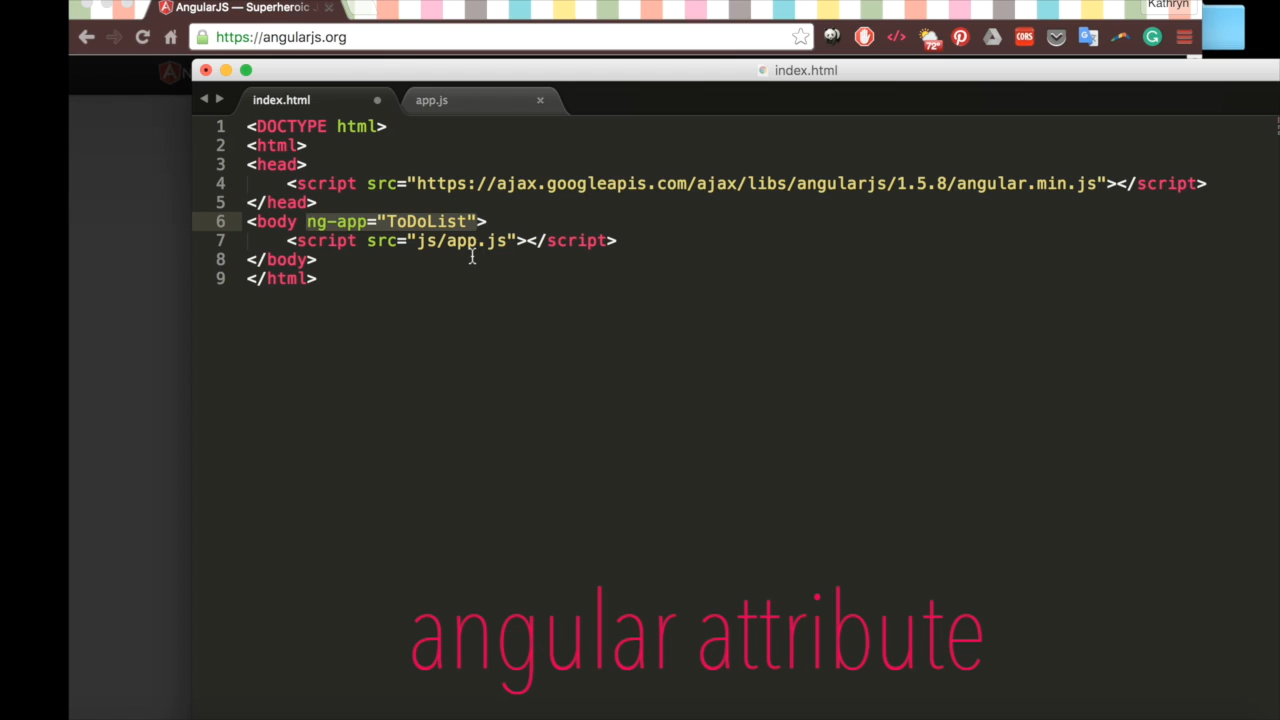 AngularJS — Superheroic J
Kathryn
https://angularjs.org
72°
CORS
index.html
index.html
app.js
1 <DOCTYPE html>
2 <html>
3 <head>
4 <script src="https://ajax.googleapis.com/ajax/libs/angularjs/1.5.8/angular.min.js"></script>
5 </head>
6 <body ng-app="ToDoList">
7 <script src="js/app.js"></script>
8 </body>
9 </html>
angular attribute